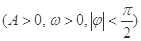 (A > 0, ω > 0, |φ| < π/2)